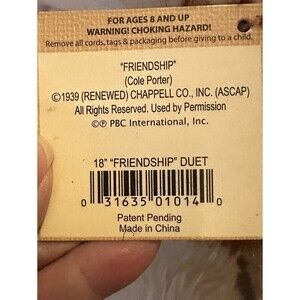 FOR AGES 8 AND UP
WARNING! CHOKING HAZARD!
Remove all cords, tags & packaging before giving to a child.
"FRIENDSHIP"
(Cole Porter)
©1939 (RENEWED) CHAPPELL CO., INC. (ASCAP)
All Rights Reserved. Used by Permission
©℗ PBC International, Inc.
18" "FRIENDSHIP" DUET
0 31635 01014 0
Patent Pending
Made in China